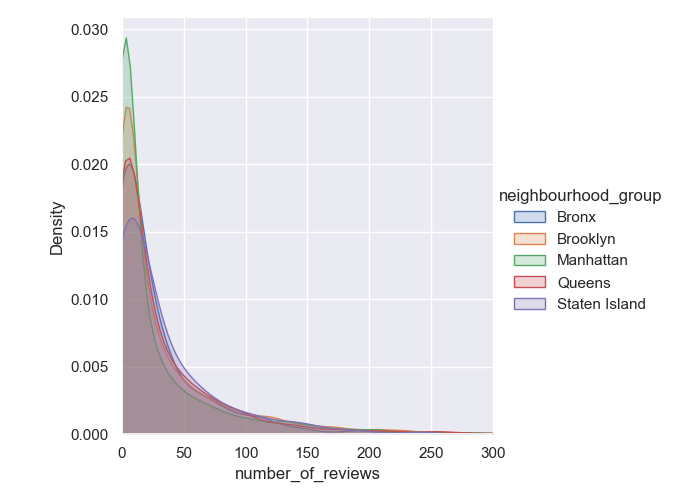 0.030
0.025
0.020
0.015
0.010
0.005
0.000
Density
0 50 100 150 200 250 300
number_of_reviews
neighbourhood_group
Bronx
Brooklyn
Manhattan
Queens
Staten Island